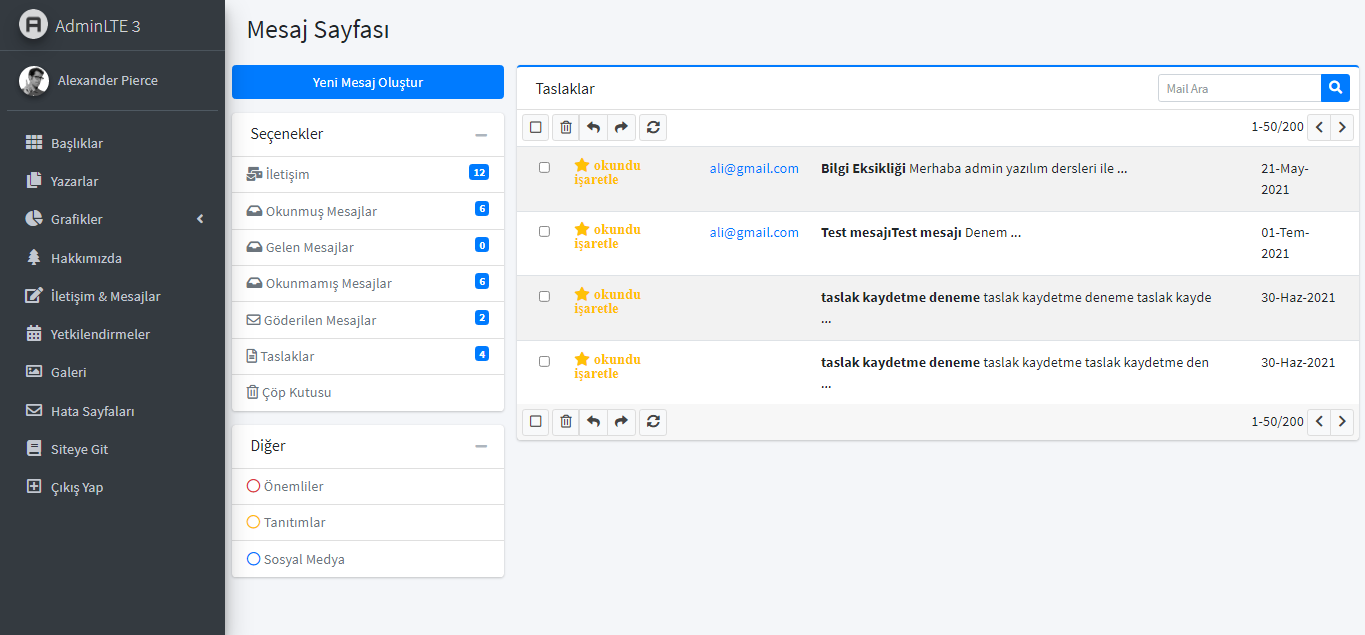 AdminLTE 3
Alexander Pierce
Başlıklar
Yazarlar
Grafikler
Hakkımızda
İletişim & Mesajlar
Yetkilendirmeler
Galeri
Hata Sayfaları
Siteye Git
Çıkış Yap
Mesaj Sayfası
Yeni Mesaj Oluştur
Seçenekler
İletişim 12
Okunmuş Mesajlar 6
Gelen Mesajlar 0
Okunmamış Mesajlar 6
Göderilen Mesajlar 2
Taslaklar 4
Çöp Kutusu
Diğer
Önemliler
Tanıtımlar
Sosyal Medya
Taslaklar
Mail Ara
1-50/200
okundu ali@gmail.com Bilgi Eksikliği Merhaba admin yazılım dersleri ile ... 21-May-
işaretle 2021
okundu ali@gmail.com Test mesajıTest mesajı Denem ... 01-Tem-
işaretle 2021
okundu taslak kaydetme deneme taslak kaydetme deneme taslak kayde 30-Haz-2021
işaretle ...
okundu taslak kaydetme deneme taslak kaydetme taslak kaydetme den 30-Haz-2021
işaretle ...
1-50/200